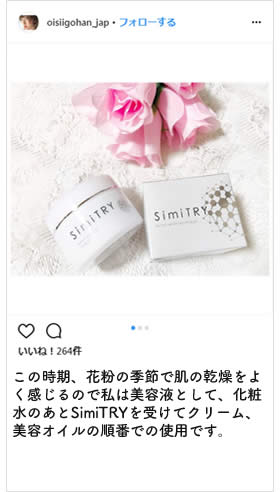 oisiigohan_jap • フォローする
SimiTRY
SimiTRY
いいね！264件
この時期、花粉の季節で肌の乾燥をよ
く感じるので私は美容液として、化粧
水のあとSimiTRYを受けてクリーム、
美容オイルの順番での使用です。